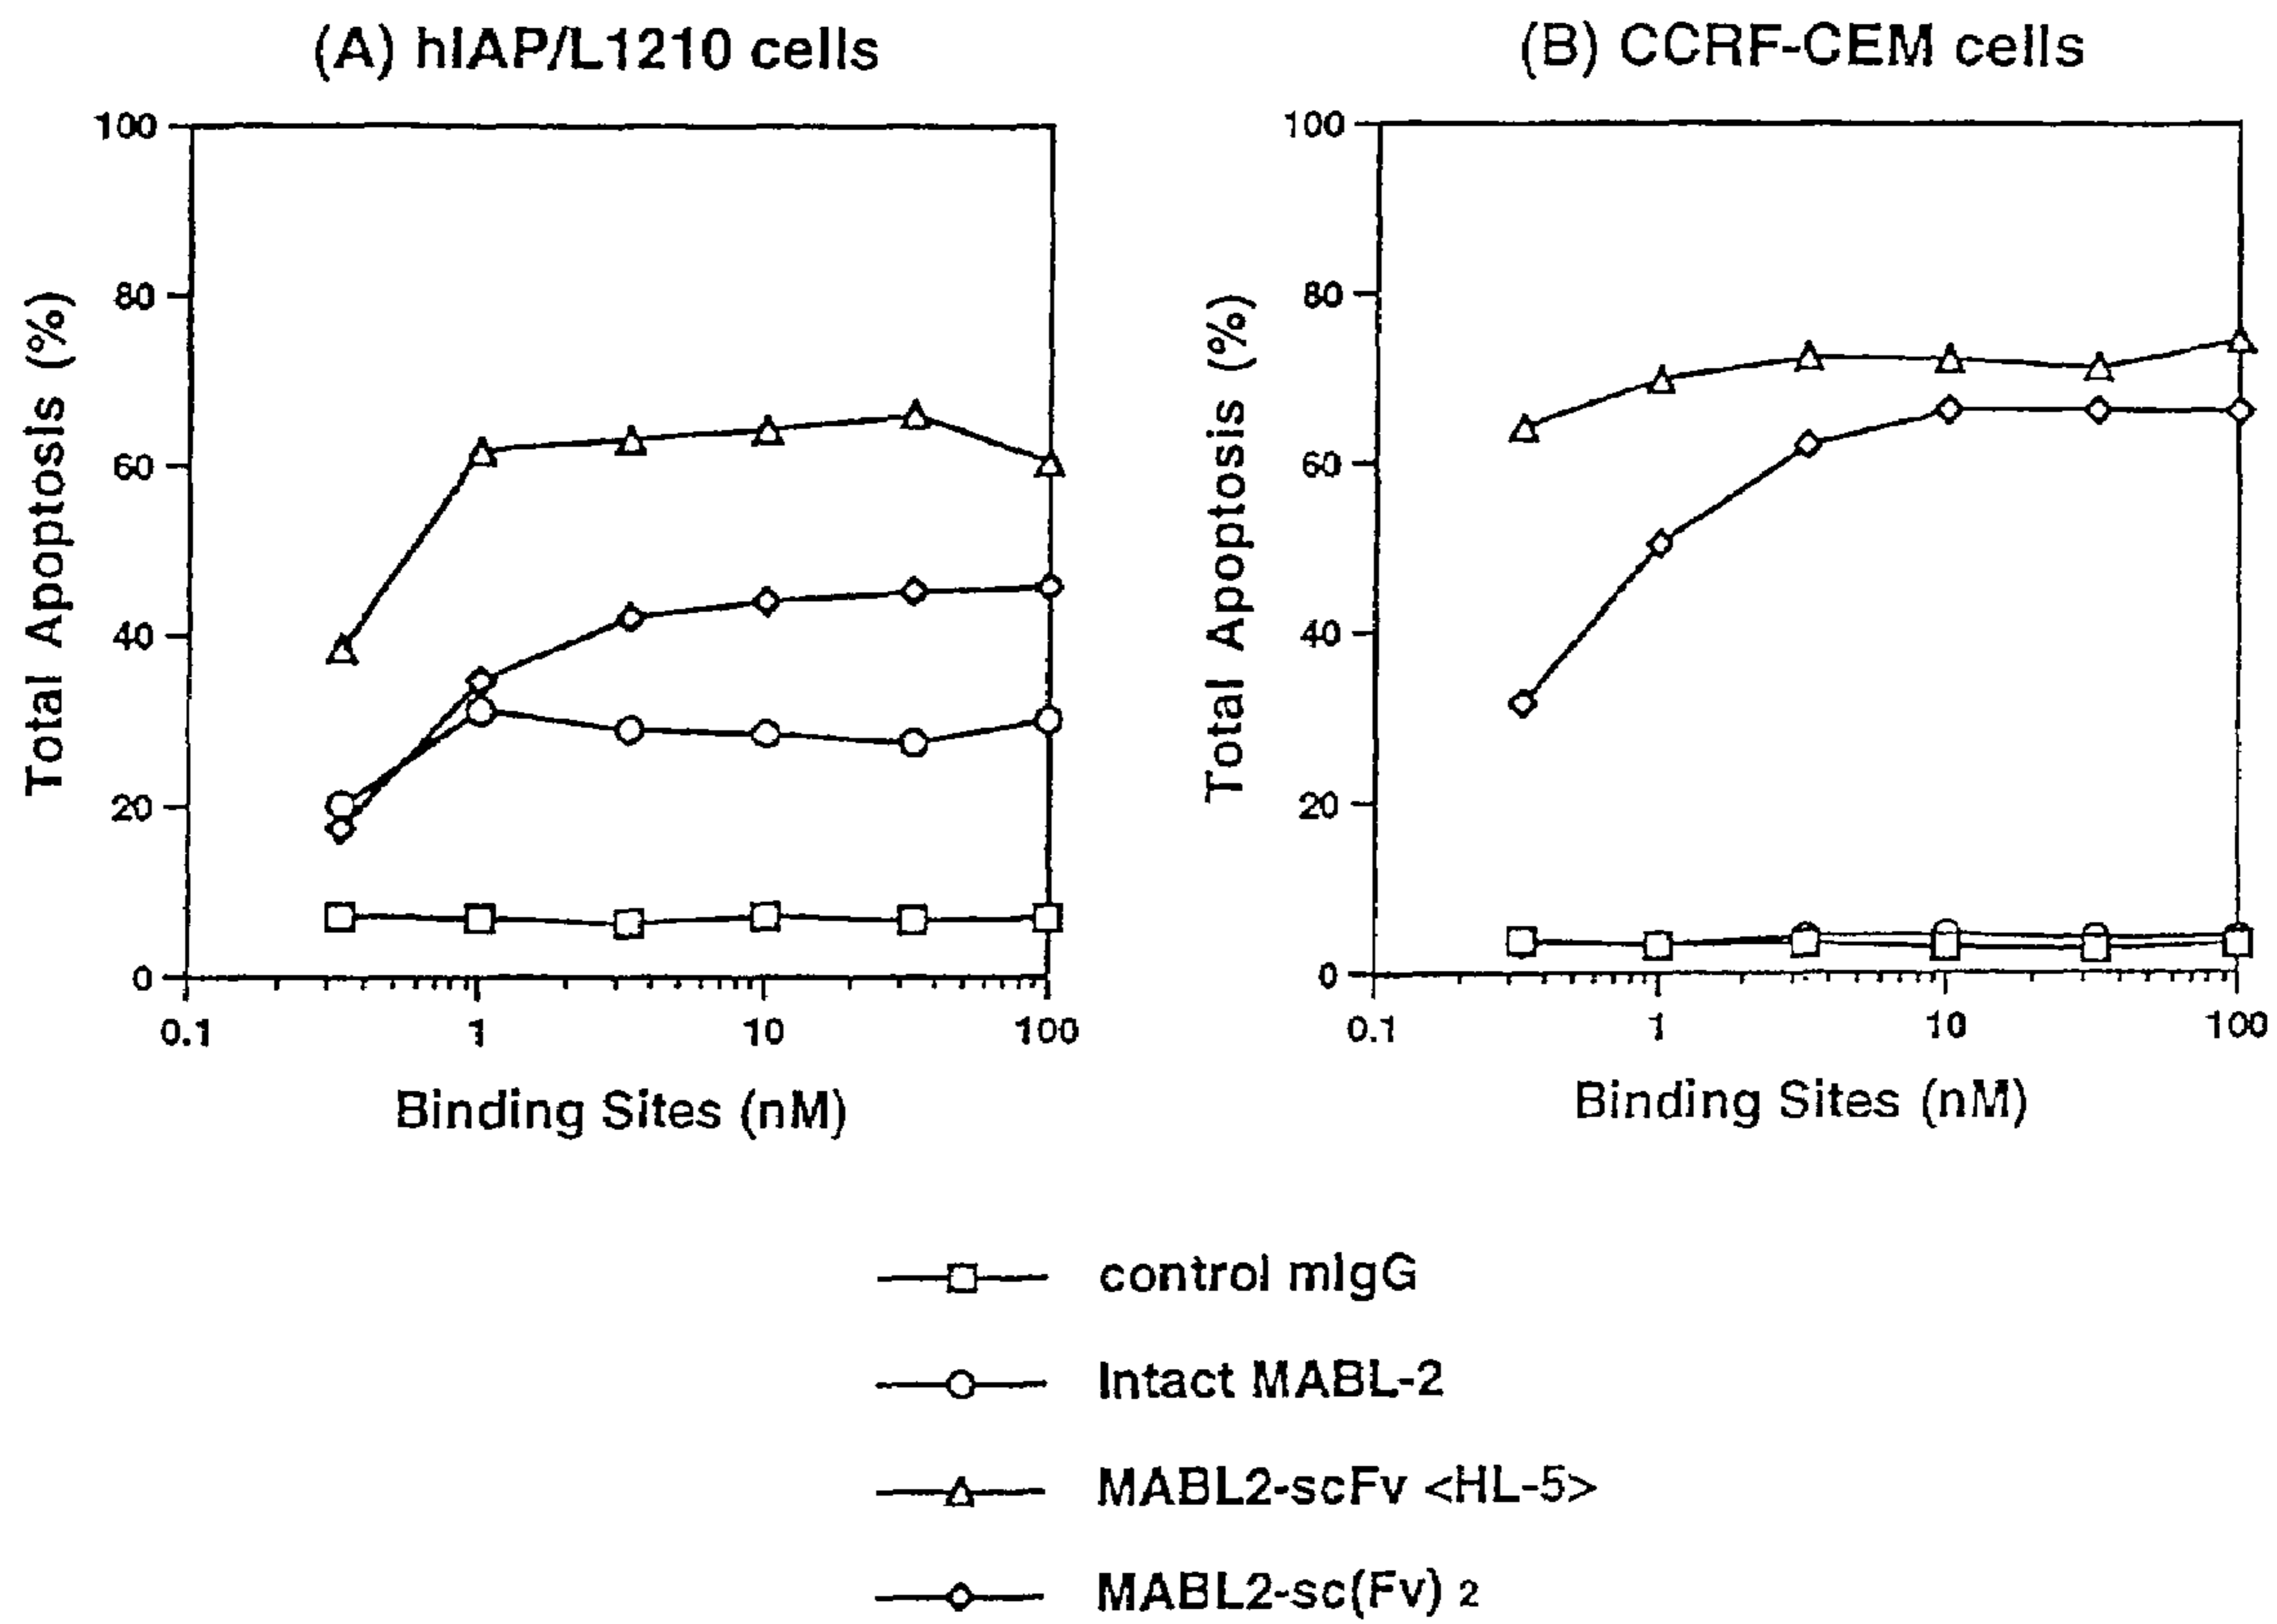 (A) hIAP/L1210 cells
(B) CCRF-CEM cells
Total Apoptosis (%)
100
80
60
40
20
0
0.1 1 10 100
Binding Sites (nM)
Total Apoptosis (%)
100
80
60
40
20
0
0.1 1 10 100
Binding Sites (nM)
control mIgG
Intact MABL-2
MABL2-scFv <HL-5>
MABL2-sc(Fv) 2